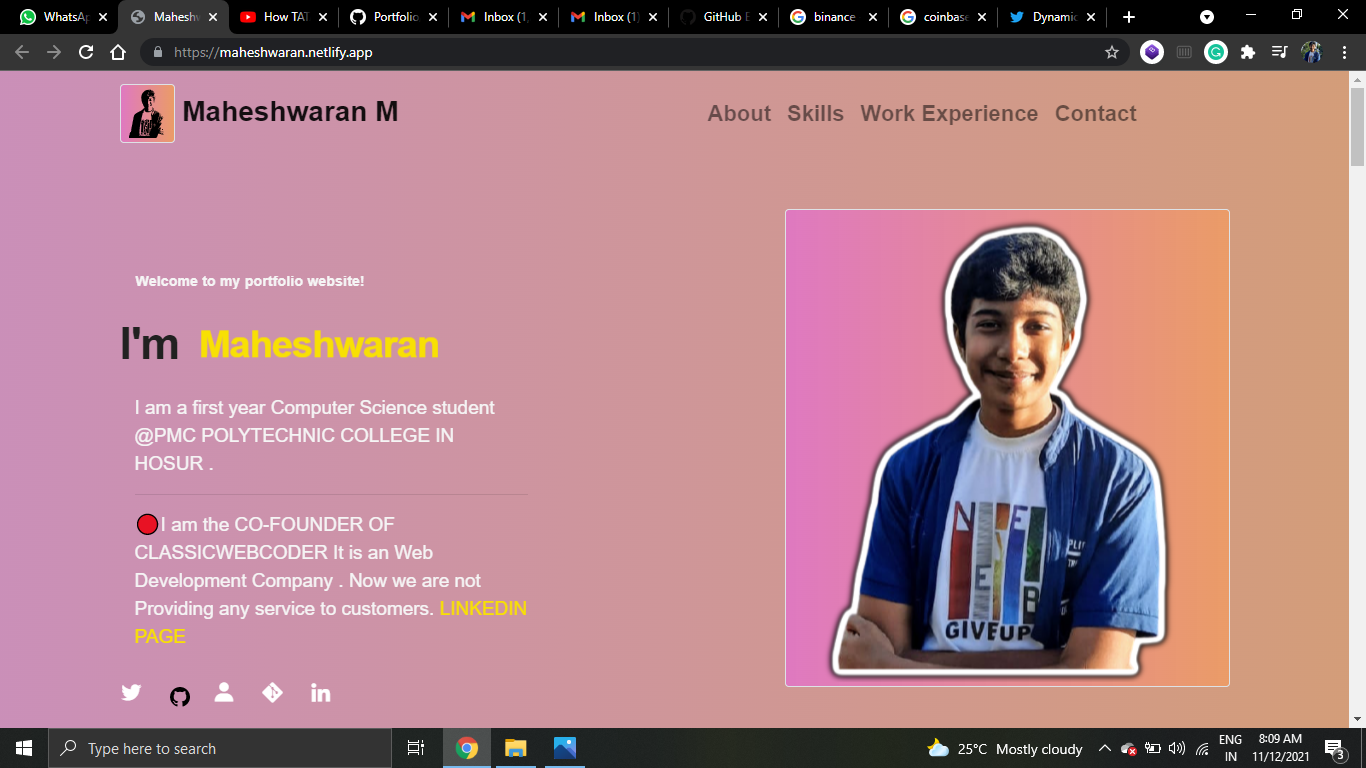 WhatsAp
Maheshw
How TAT
Portfolio
Inbox (1,
Inbox (1)
GitHub E
binance
coinbase
Dynamic
https://maheshwaran.netlify.app
Maheshwaran M
About Skills Work Experience Contact
Welcome to my portfolio website!
I'm Maheshwaran
I am a first year Computer Science student
@PMC POLYTECHNIC COLLEGE IN
HOSUR .
🔴I am the CO-FOUNDER OF
CLASSICWEBCODER It is an Web
Development Company . Now we are not
Providing any service to customers. LINKEDIN
PAGE
GIVEUP
Type here to search
25°C Mostly cloudy
ENG
IN
8:09 AM
11/12/2021
3